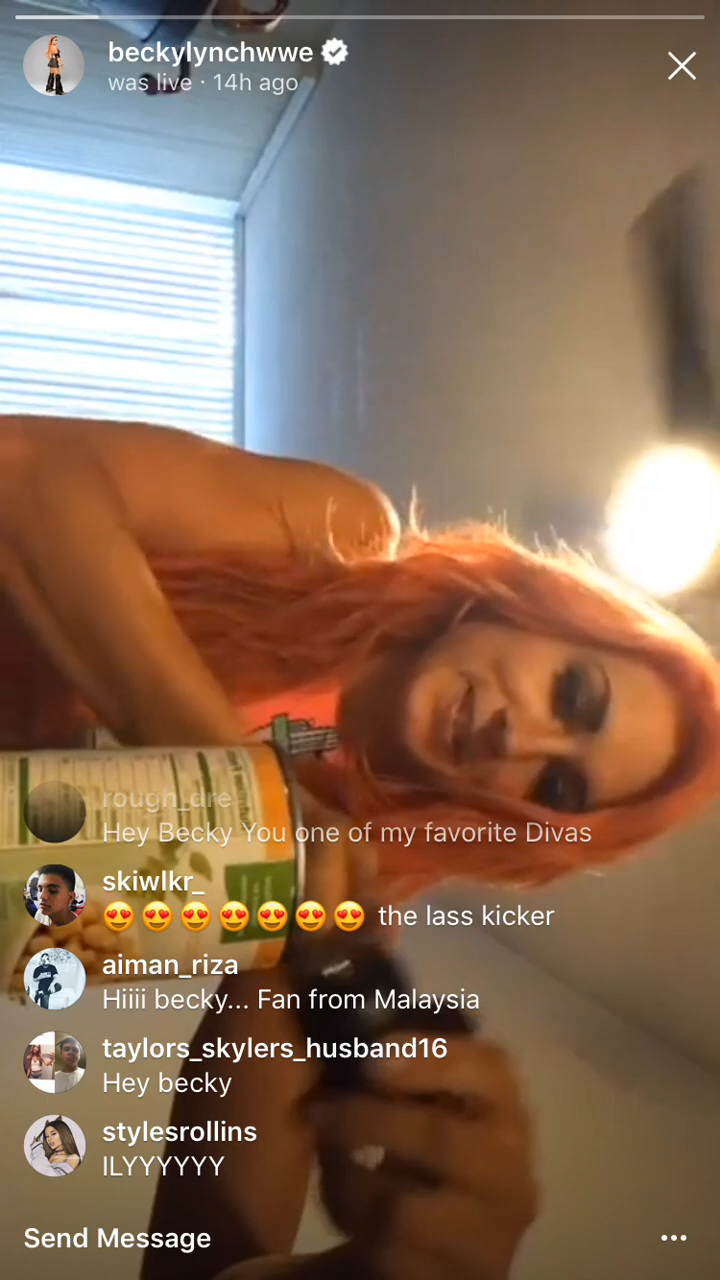 beckylynchwwe
was live · 14h ago
rough_dre
Hey Becky You one of my favorite Divas
skiwlkr_
😍😍😍😍😍😍😍 the lass kicker
aiman_riza
Hiiii becky... Fan from Malaysia
taylors_skylers_husband16
Hey becky
stylesrollins
ILYYYYYY
Send Message